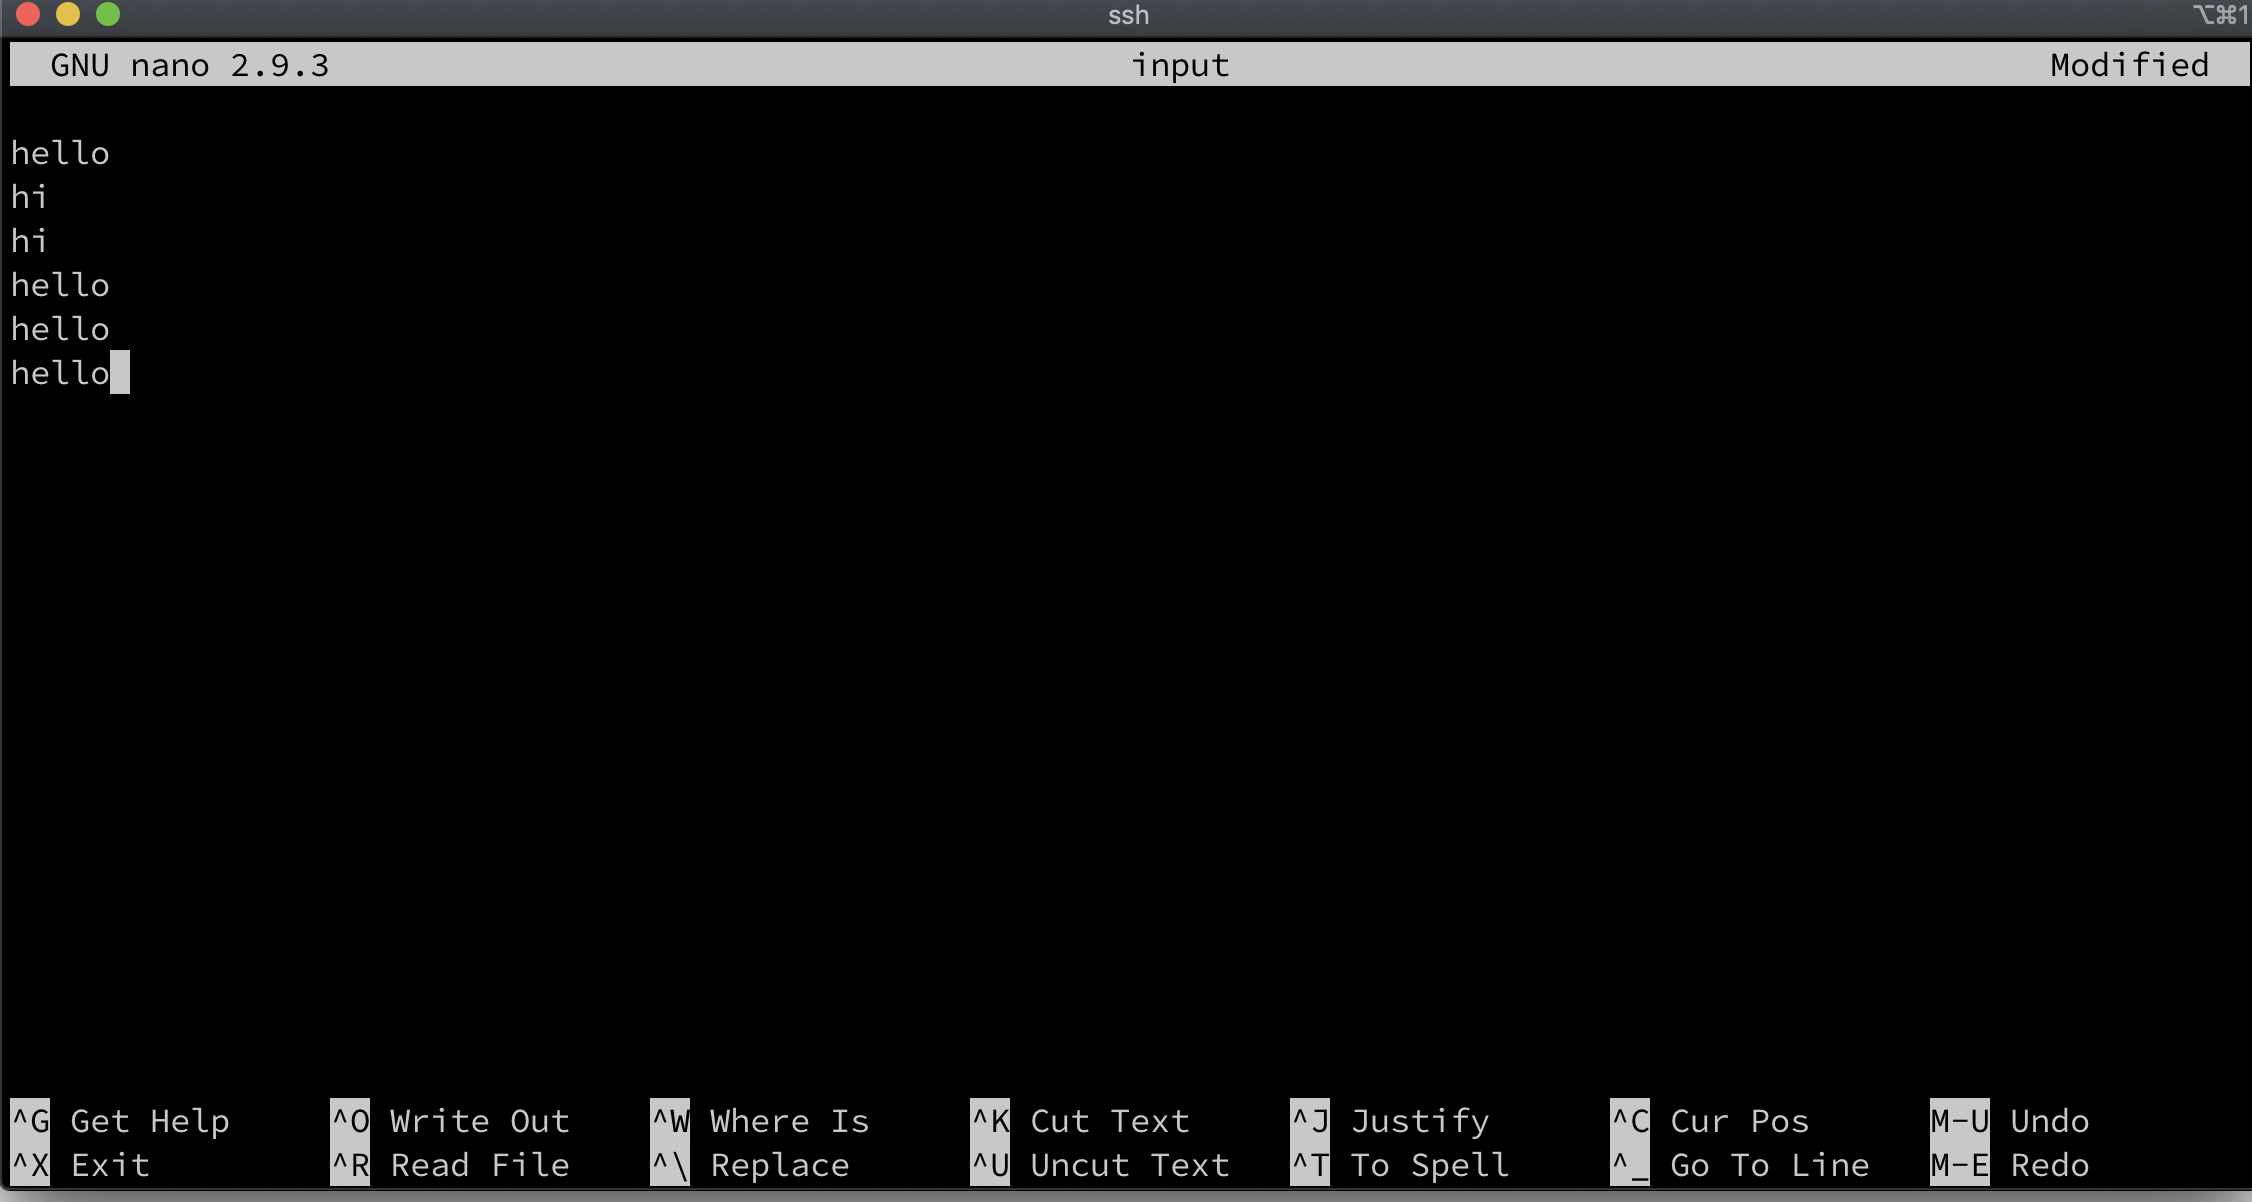 ssh ⌥⌘1
GNU nano 2.9.3 input Modified
hello
hi
hi
hello
hello
hello
^G Get Help ^O Write Out ^W Where Is ^K Cut Text ^J Justify ^C Cur Pos M-U Undo
^X Exit ^R Read File ^\ Replace ^U Uncut Text ^T To Spell ^_ Go To Line M-E Redo